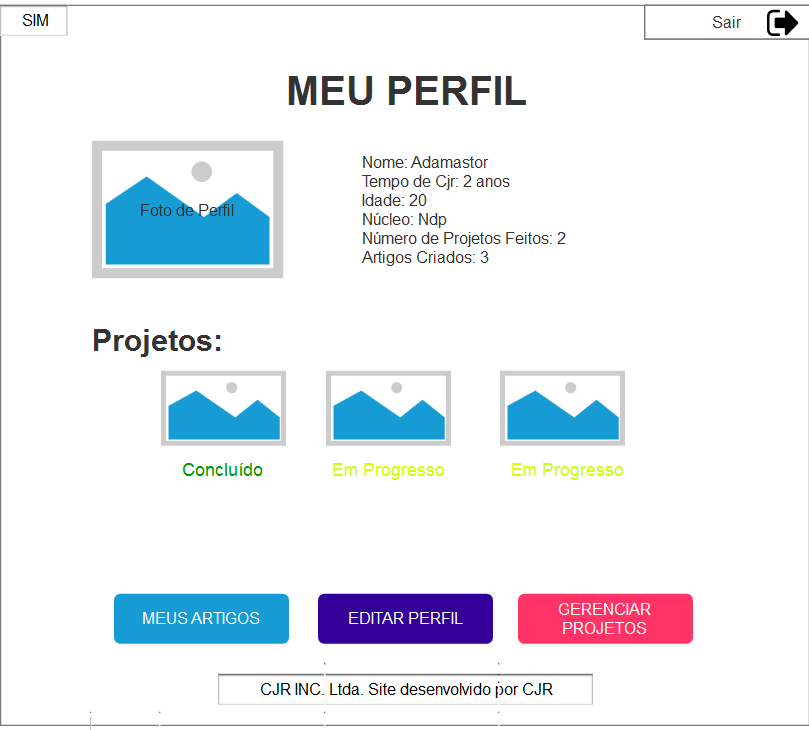 SIM
Sair
MEU PERFIL
Foto de Perfil
Nome: Adamastor
Tempo de Cjr: 2 anos
Idade: 20
Núcleo: Ndp
Número de Projetos Feitos: 2
Artigos Criados: 3
Projetos:
Concluído
Em Progresso
Em Progresso
MEUS ARTIGOS
EDITAR PERFIL
GERENCIAR
PROJETOS
CJR INC. Ltda. Site desenvolvido por CJR